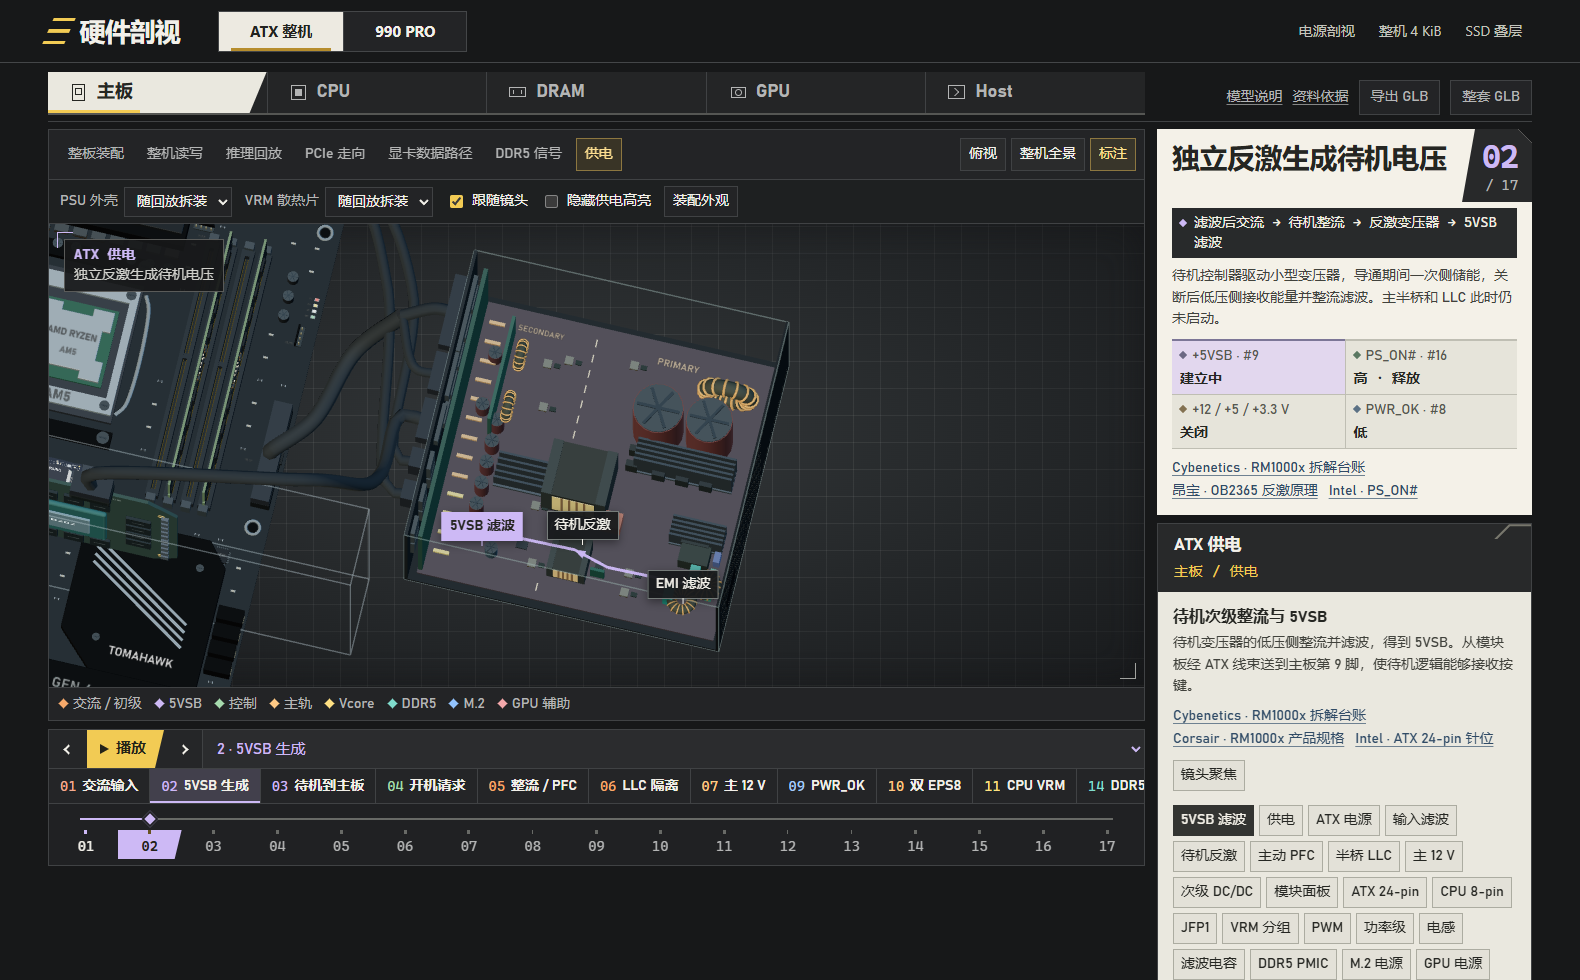 硬件剖视
ATX 整机
990 PRO
电源剖视
整机 4 KiB
SSD 叠层
主板
CPU
DRAM
GPU
Host
模型说明
资料依据
导出 GLB
整套 GLB
整板装配
整机读写
推理回放
PCIe 走向
显卡数据路径
DDR5 信号
供电
俯视
整机全景
标注
PSU 外壳
随回放拆装
VRM 散热片
随回放拆装
跟随镜头
隐藏供电高亮
装配外观
ATX 供电
独立反激生成待机电压
AMD RYZEN
AM5
AM5
SECONDARY
PRIMARY
5VSB 滤波
待机反激
EMI 滤波
TOMAHAWK
交流 / 初级
5VSB
控制
主轨
Vcore
DDR5
M.2
GPU 辅助
播放
2 · 5VSB 生成
01 交流输入
02 5VSB 生成
03 待机到主板
04 开机请求
05 整流 / PFC
06 LLC 隔离
07 主 12 V
09 PWR_OK
10 双 EPS8
11 CPU VRM
14 DDR5
01
02
03
04
05
06
07
08
09
10
11
12
13
14
15
16
17
独立反激生成待机电压
02
/ 17
滤波后交流 → 待机整流 → 反激变压器 → 5VSB
滤波
待机控制器驱动小型变压器，导通期间一次侧储能，关
断后低压侧接收能量并整流滤波。主半桥和 LLC 此时仍
未启动。
+5VSB · #9
建立中
PS_ON# · #16
高 · 释放
+12 / +5 / +3.3 V
关闭
PWR_OK · #8
低
Cybenetics · RM1000x 拆解台账
昂宝 · OB2365 反激原理
Intel · PS_ON#
ATX 供电
主板 / 供电
待机次级整流与 5VSB
待机变压器的低压侧整流并滤波，得到 5VSB。从模块
板经 ATX 线束送到主板第 9 脚，使待机逻辑能够接收按
键。
Cybenetics · RM1000x 拆解台账
Corsair · RM1000x 产品规格
Intel · ATX 24-pin 针位
镜头聚焦
5VSB 滤波
供电
ATX 电源
输入滤波
待机反激
主动 PFC
半桥 LLC
主 12 V
次级 DC/DC
模块面板
ATX 24-pin
CPU 8-pin
JFP1
VRM 分组
PWM
功率级
电感
滤波电容
DDR5 PMIC
M.2 电源
GPU 电源